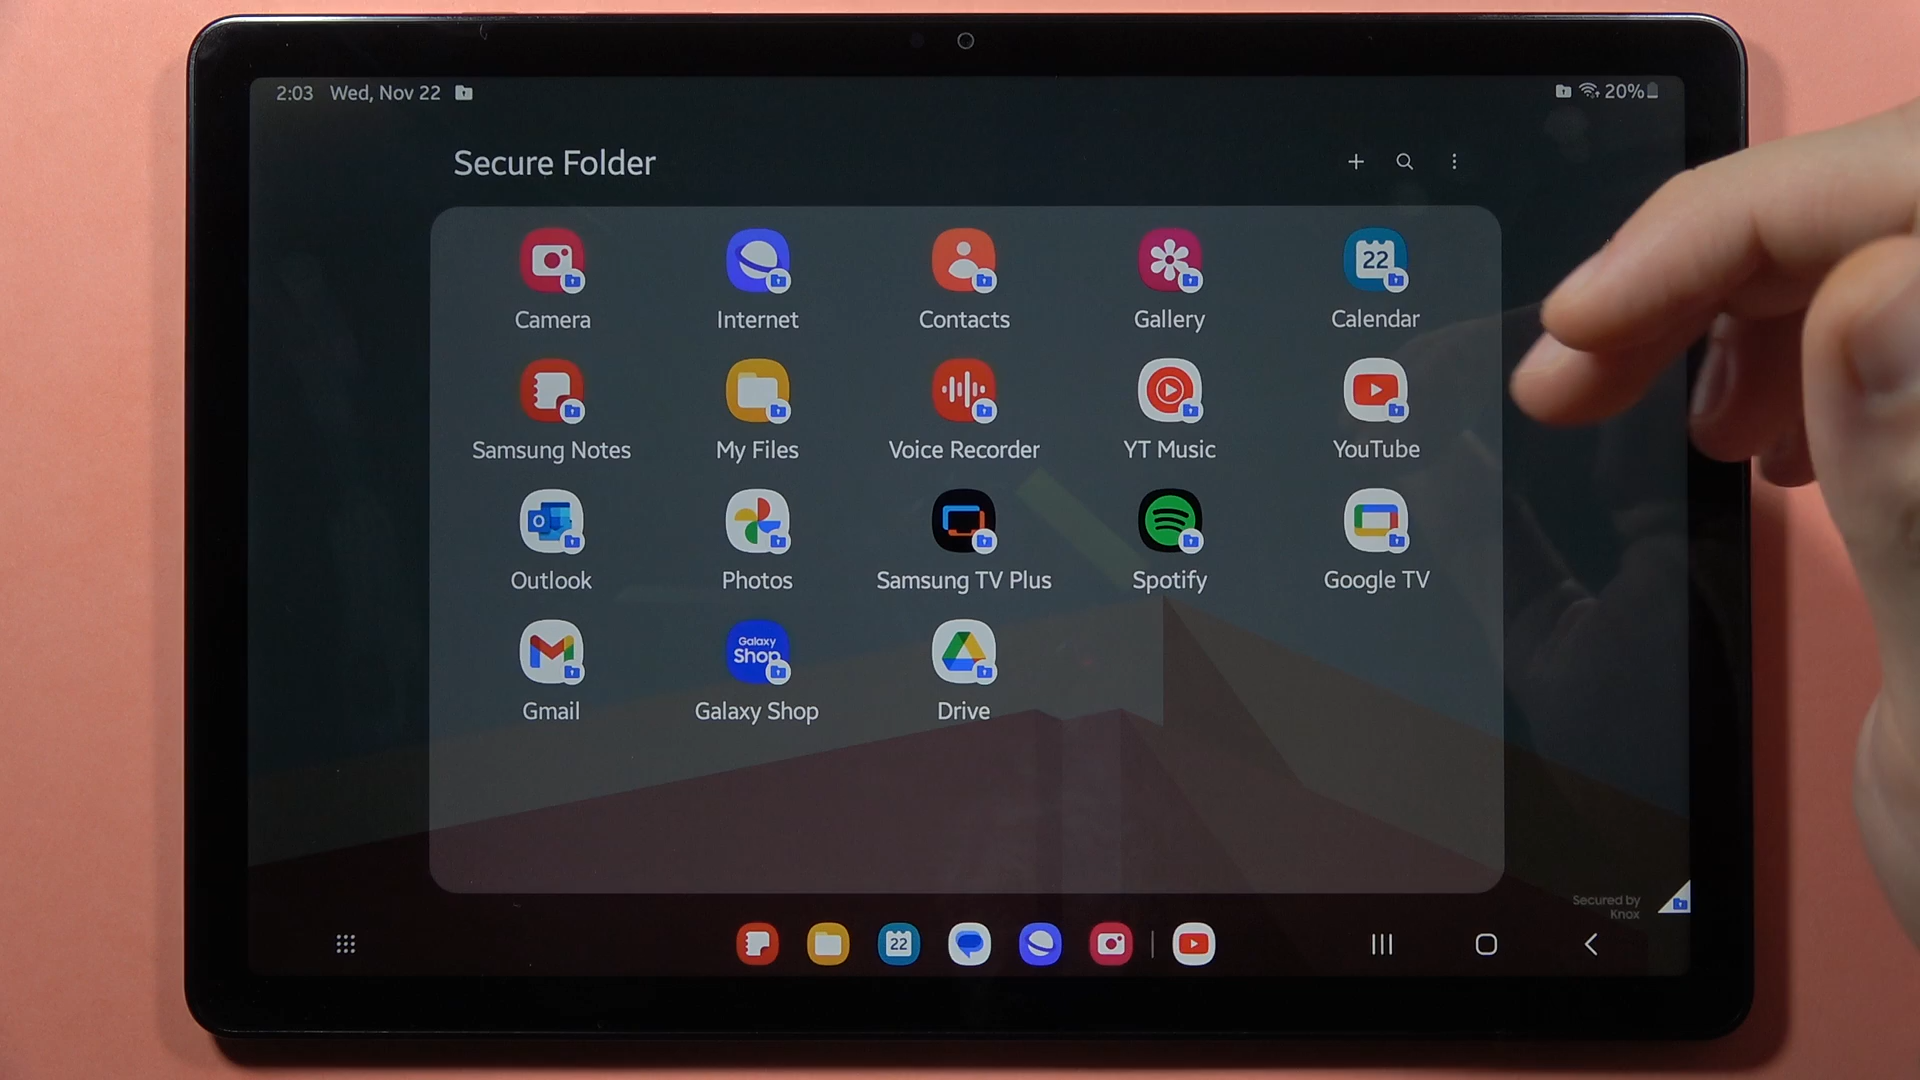 2:03 Wed, Nov 22
20%
Secure Folder
22
Camera Internet Contacts Gallery Calendar
Samsung Notes My Files Voice Recorder YT Music YouTube
O
Outlook Photos Samsung TV Plus Spotify Google TV
Galaxy
Shop
Gmail Galaxy Shop Drive
Secured by
Knox
22